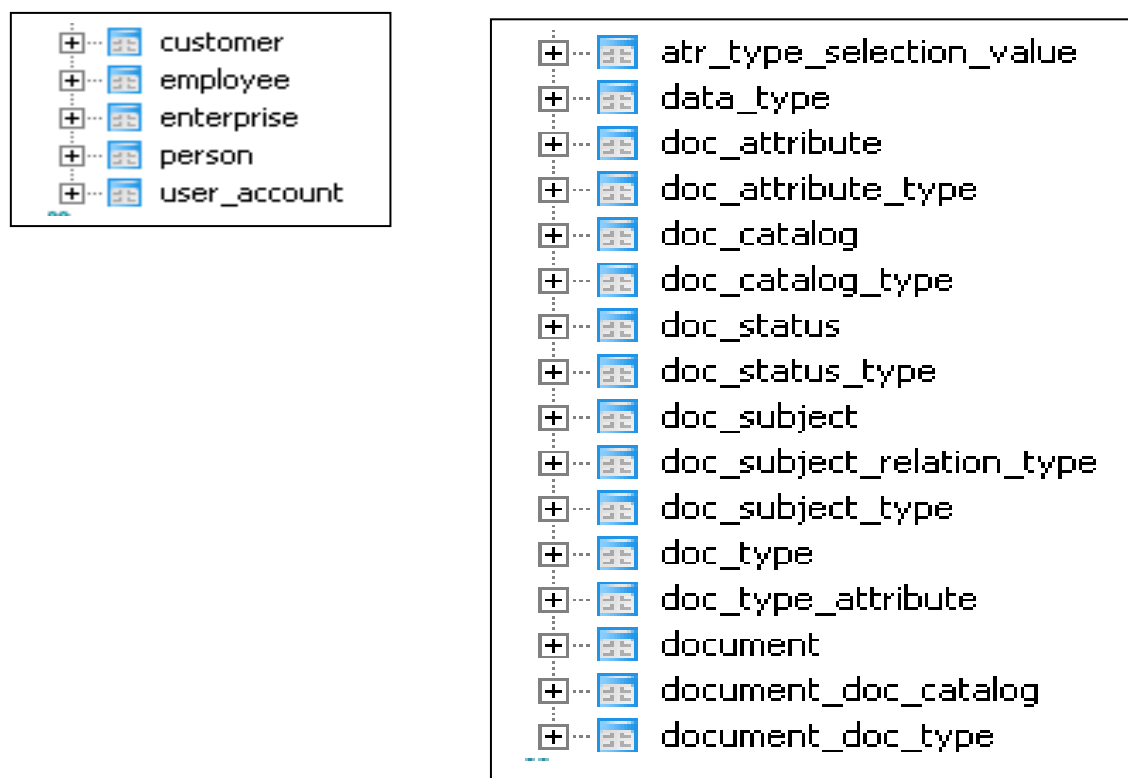 customer
employee
enterprise
person
user_account
atr_type_selection_value
data_type
doc_attribute
doc_attribute_type
doc_catalog
doc_catalog_type
doc_status
doc_status_type
doc_subject
doc_subject_relation_type
doc_subject_type
doc_type
doc_type_attribute
document
document_doc_catalog
document_doc_type